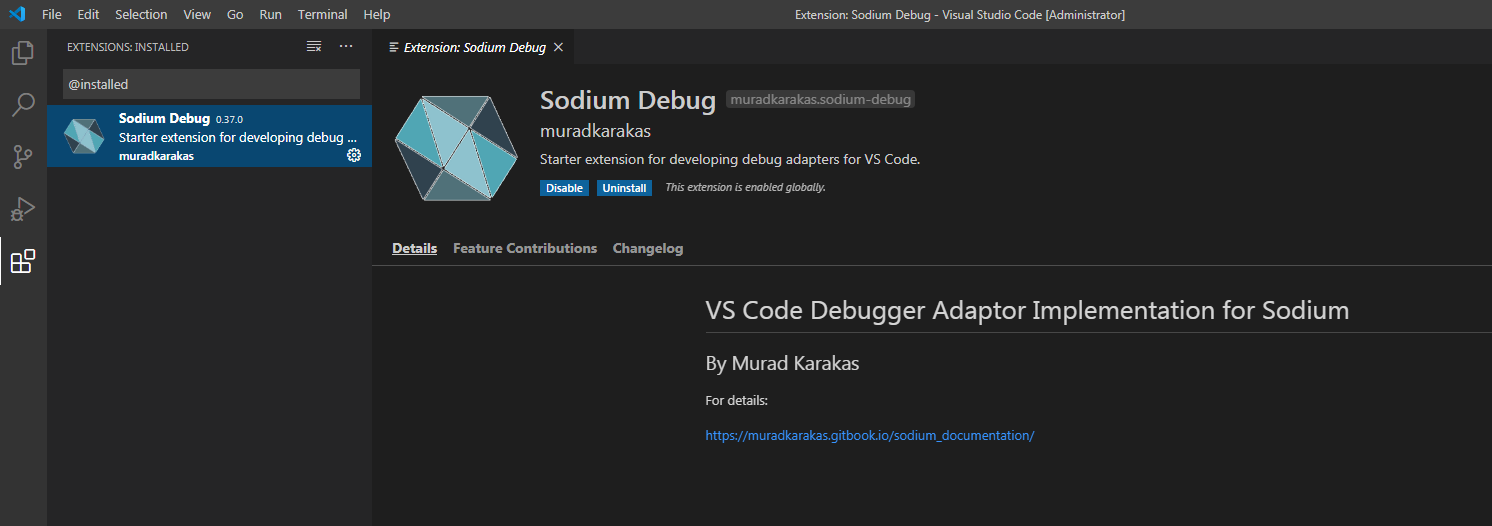 File Edit Selection View Go Run Terminal Help Extension: Sodium Debug - Visual Studio Code [Administrator]
EXTENSIONS: INSTALLED
@installed
Sodium Debug 0.37.0
Starter extension for developing debug ...
muradkarakas
Extension: Sodium Debug
Sodium Debug muradkarakas.sodium-debug
muradkarakas
Starter extension for developing debug adapters for VS Code.
Disable Uninstall This extension is enabled globally.
Details Feature Contributions Changelog
VS Code Debugger Adaptor Implementation for Sodium
By Murad Karakas
For details:
https://muradkarakas.gitbook.io/sodium_documentation/